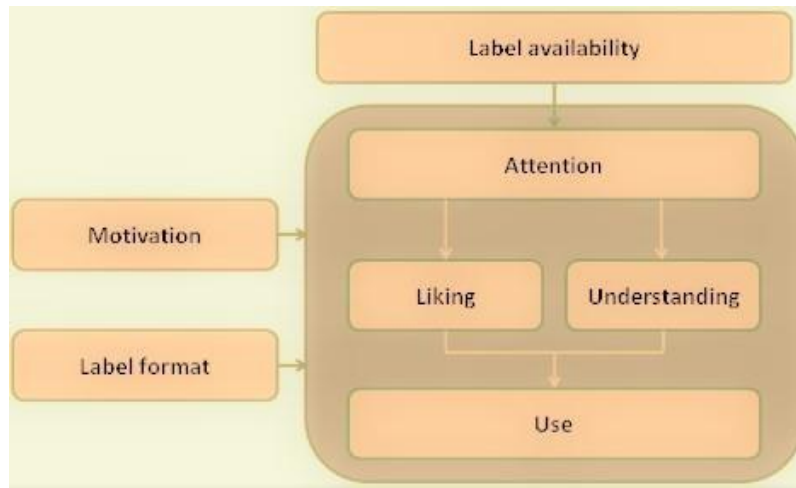 Label availability
Attention
Motivation
Liking
Understanding
Label format
Use